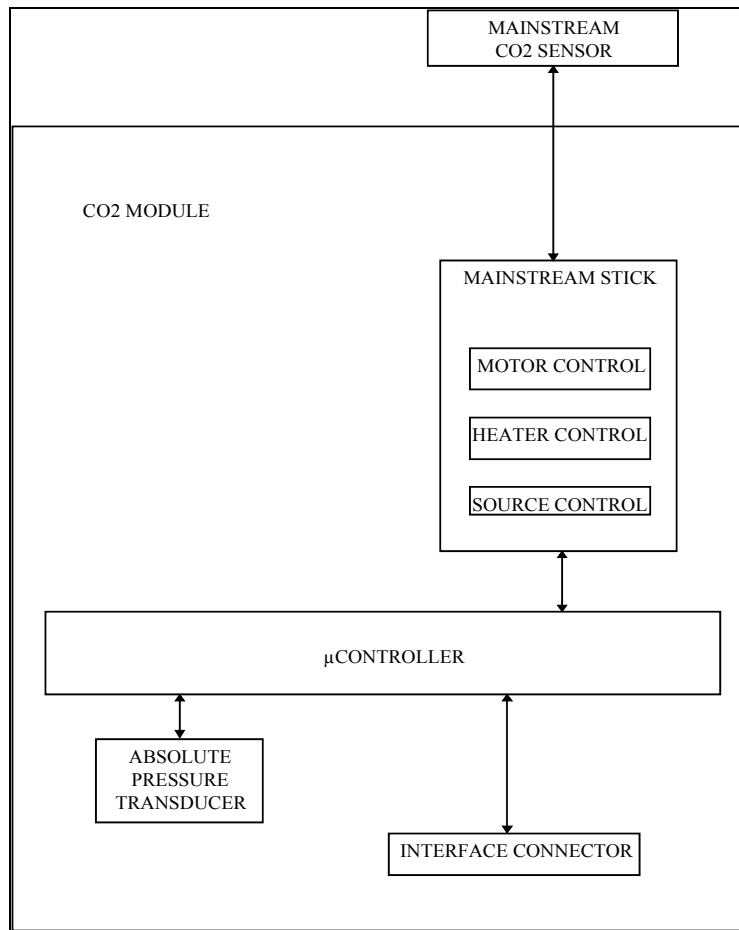 MAINSTREAM
CO2 SENSOR
CO2 MODULE
MAINSTREAM STICK
MOTOR CONTROL
HEATER CONTROL
SOURCE CONTROL
µCONTROLLER
ABSOLUTE
PRESSURE
TRANSDUCER
INTERFACE CONNECTOR